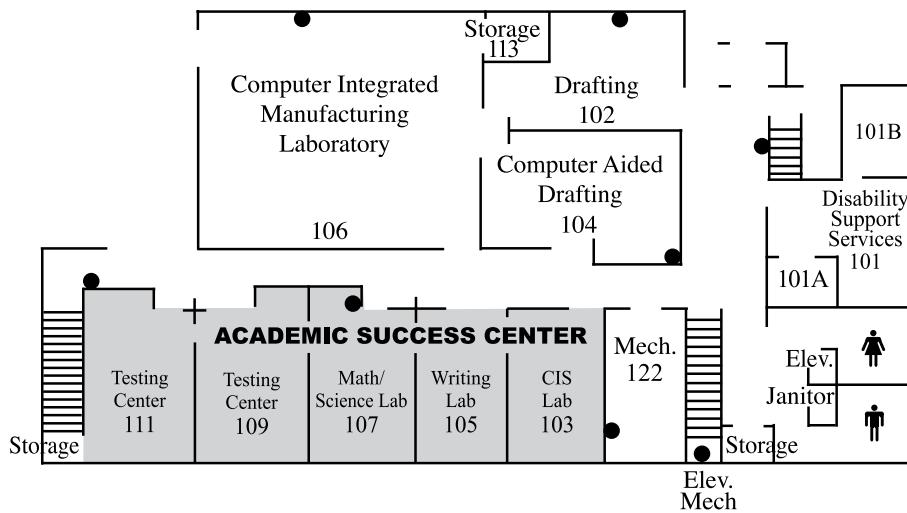 Storage
113
Computer Integrated
Manufacturing
Laboratory
106
Drafting
102
Computer Aided
Drafting
104
101B
Disability
Support
Services
101
101A
ACADEMIC SUCCESS CENTER
Testing
Center
111
Testing
Center
109
Math/
Science Lab
107
Writing
Lab
105
CIS
Lab
103
Mech.
122
Elev.
Janitor
Storage
Storage
Elev.
Mech